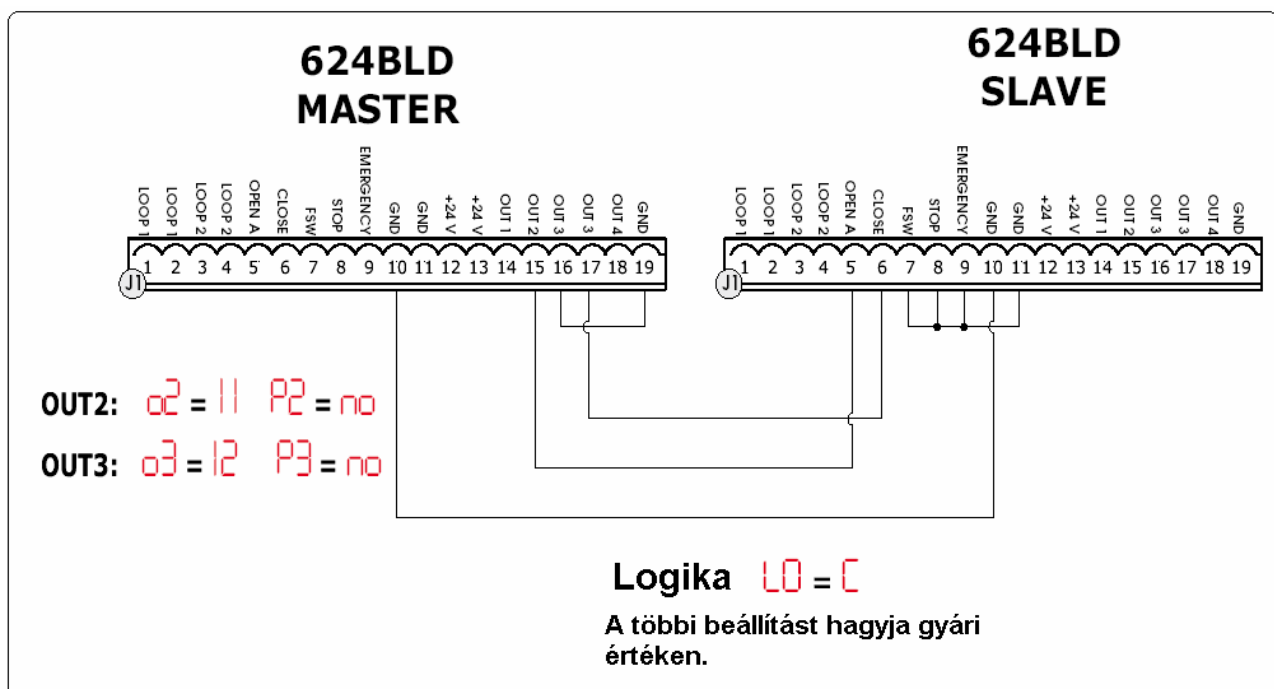 624BLD
MASTER
624BLD
SLAVE
LOOP 1
LOOP 1
LOOP 2
LOOP 2
OPEN A
CLOSE
FSW
STOP
EMERGENCY
GND
GND
+24 V
+24 V
OUT 1
OUT 2
OUT 3
OUT 3
OUT 4
GND
1 2 3 4 5 6 7 8 9 10 11 12 13 14 15 16 17 18 19
J1
LOOP 1
LOOP 1
LOOP 2
LOOP 2
OPEN A
CLOSE
FSW
STOP
EMERGENCY
GND
GND
+24 V
+24 V
OUT 1
OUT 2
OUT 3
OUT 3
OUT 4
GND
1 2 3 4 5 6 7 8 9 10 11 12 13 14 15 16 17 18 19
J1
OUT2: o2 = 11 P2 = no
OUT3: o3 = 12 P3 = no
Logika L0 = C
A többi beállítást hagyja gyári
értéken.